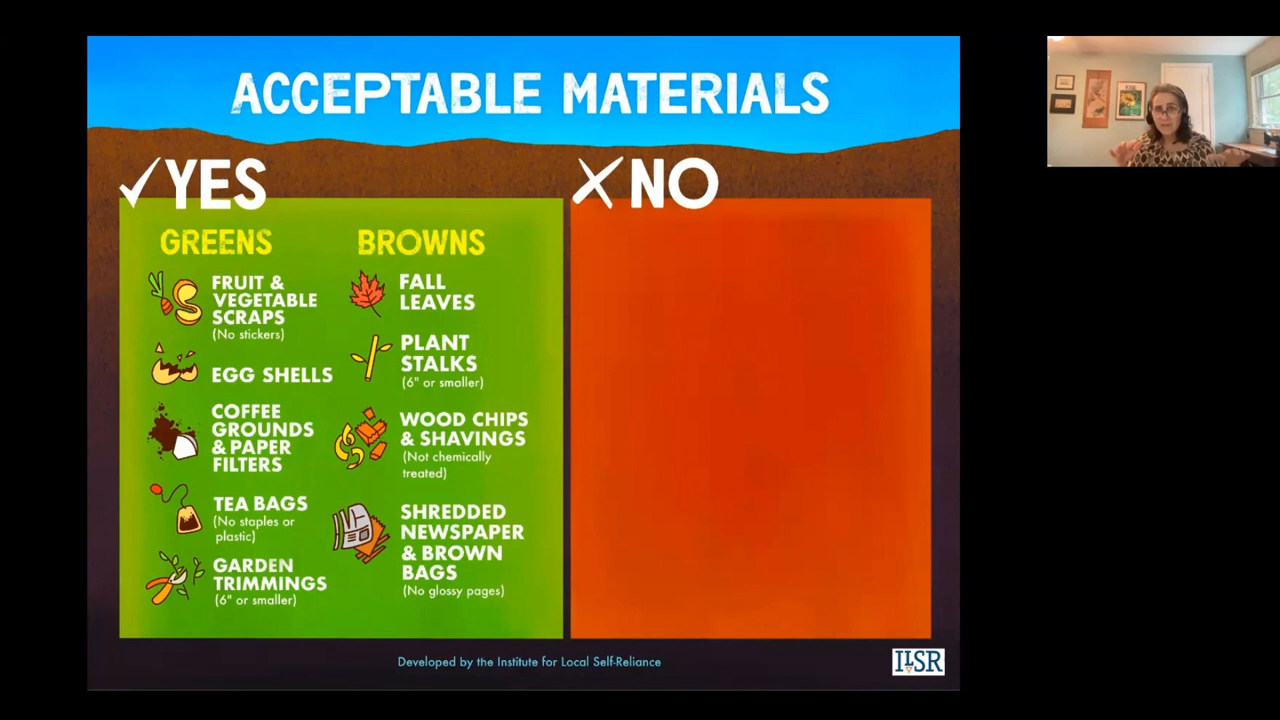 ACCEPTABLE MATERIALS
YES
NO
GREENS
BROWNS
FRUIT &
VEGETABLE
SCRAPS
(No stickers)
EGG SHELLS
COFFEE
GROUNDS
& PAPER
FILTERS
TEA BAGS
(No staples or
plastic)
GARDEN
TRIMMINGS
(6" or smaller)
FALL
LEAVES
PLANT
STALKS
(6" or smaller)
WOOD CHIPS
& SHAVINGS
(Not chemically
treated)
SHREDDED
NEWSPAPER
& BROWN
BAGS
(No glossy pages)
Developed by the Institute for Local Self-Reliance
ILSR